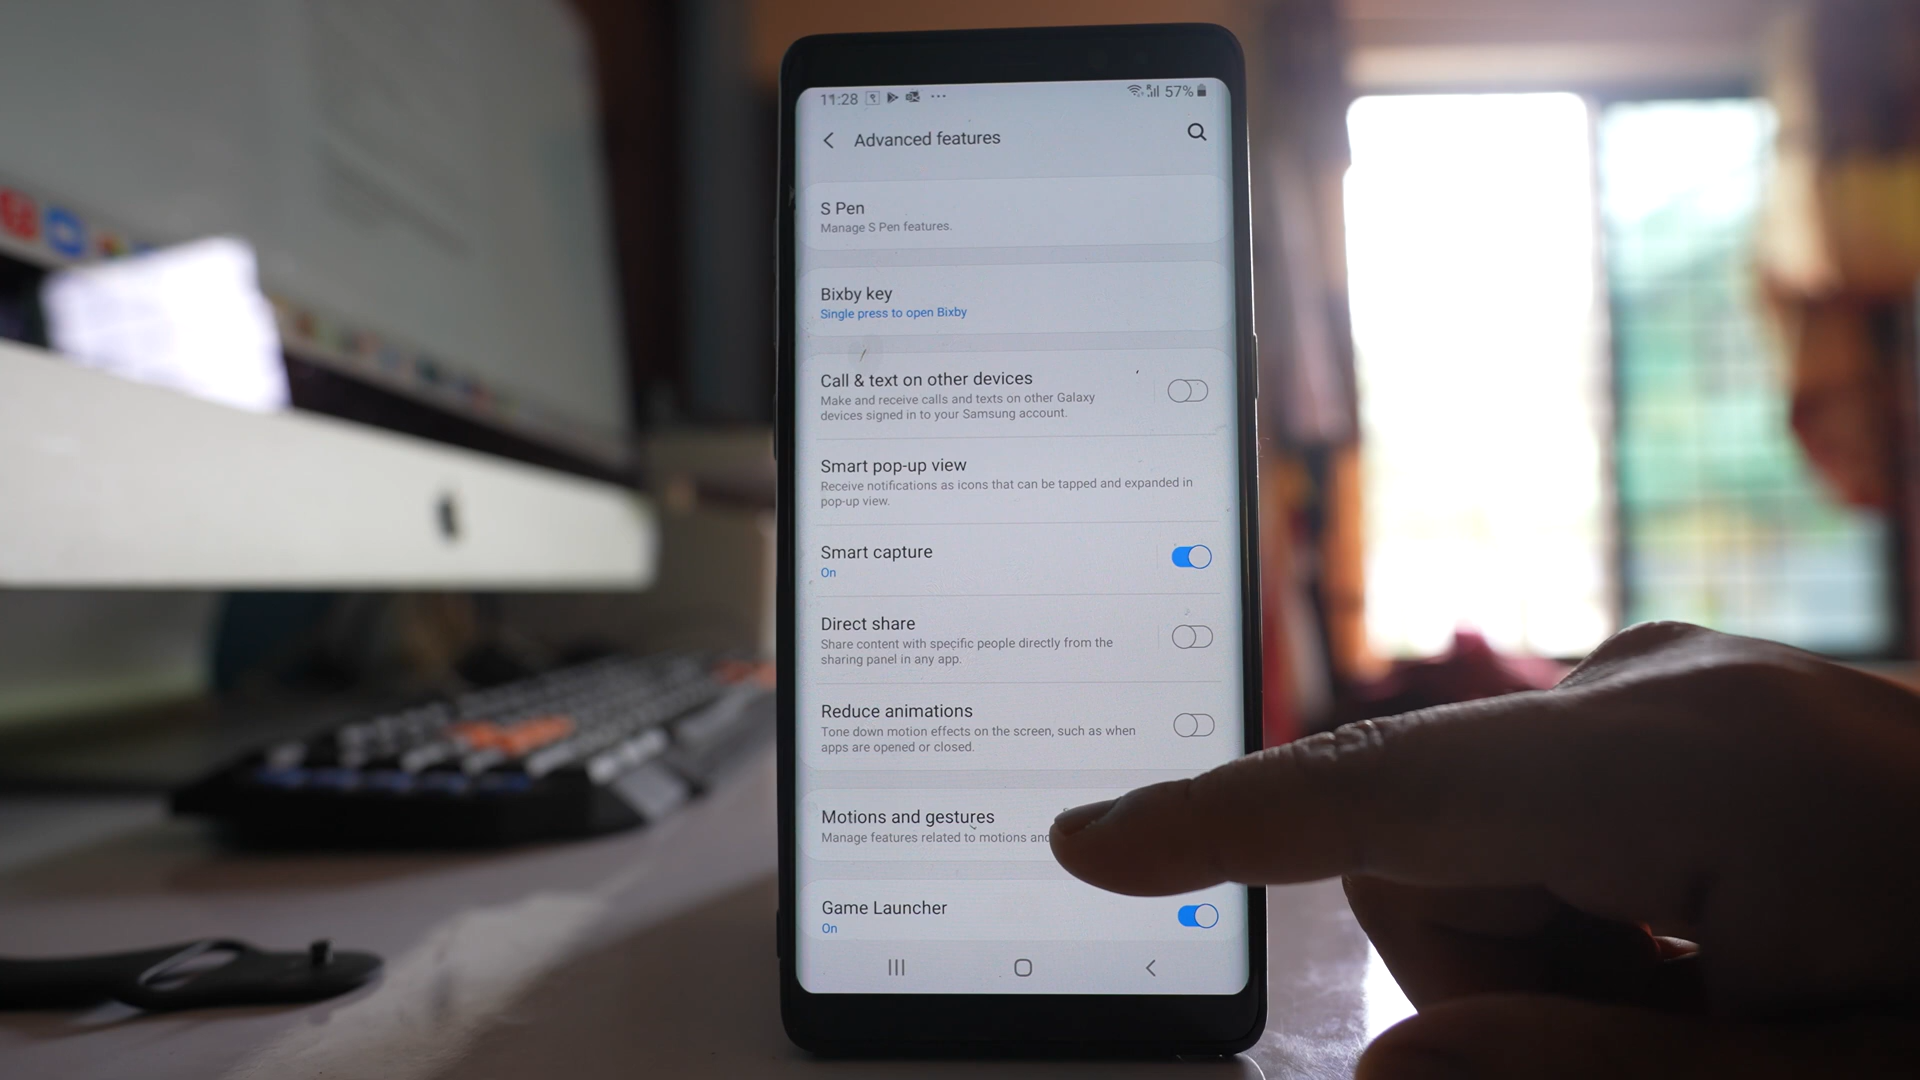 11:28
57%
Advanced features
S Pen
Manage S Pen features.
Bixby key
Single press to open Bixby
Call & text on other devices
Make and receive calls and texts on other Galaxy
devices signed in to your Samsung account.
Smart pop-up view
Receive notifications as icons that can be tapped and expanded in
pop-up view.
Smart capture
On
Direct share
Share content with specific people directly from the
sharing panel in any app.
Reduce animations
Tone down motion effects on the screen, such as when
apps are opened or closed.
Motions and gestures
Manage features related to motions and
Game Launcher
On